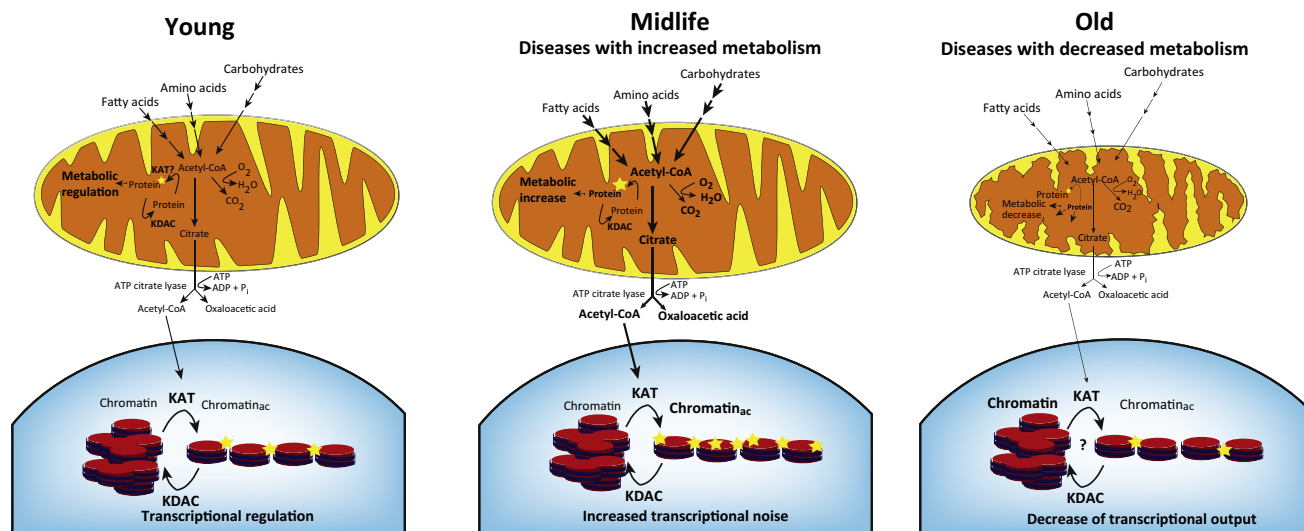 Young
Carbohydrates
Amino acids
Fatty acids
KAT?
Acetyl-CoA
O2
Metabolic
regulation
Protein
H2O
CO2
Protein
KDAC
Citrate
ATP
ATP citrate lyase
ADP + Pi
Acetyl-CoA
Oxaloacetic acid
KAT
Chromatin
Chromatinac
KDAC
Transcriptional regulation
Midlife
Diseases with increased metabolism
Carbohydrates
Amino acids
Fatty acids
Acetyl-CoA
O2
Metabolic
increase
Protein
H2O
CO2
Protein
KDAC
Citrate
ATP
ATP citrate lyase
ADP + Pi
Acetyl-CoA
Oxaloacetic acid
KAT
Chromatin
Chromatinac
KDAC
Increased transcriptional noise
Old
Diseases with decreased metabolism
Carbohydrates
Amino acids
Fatty acids
Acetyl-CoA
O2
H2O
Protein
Metabolic
decrease
Protein
CO2
Citrate
ATP
ATP citrate lyase
ADP + Pi
Acetyl-CoA
Oxaloacetic acid
KAT
Chromatin
Chromatinac
?
KDAC
Decrease of transcriptional output